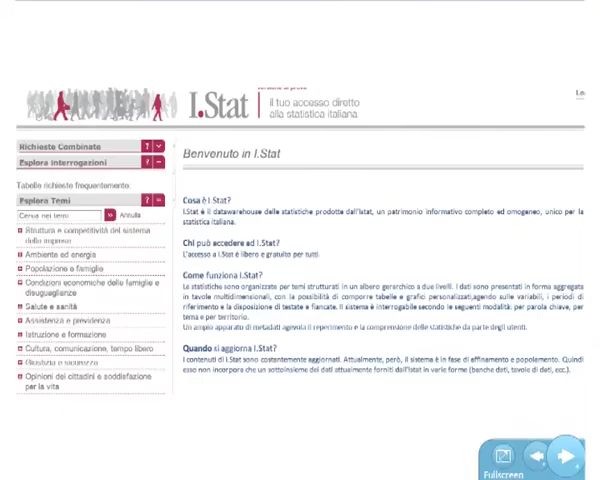 I.Stat
il tuo accesso diretto
alla statistica italiana
Richieste Combinate
Esplora Interrogazioni
Tabelle richieste frequentemente
Esplora Temi
Cerca nei temi
Annulla
Struttura e competitività del sistema
delle imprese
Ambiente ed energia
Popolazione e famiglie
Condizioni economiche delle famiglie e
disuguaglianze
Salute e sanità
Assistenza e previdenza
Istruzione e formazione
Cultura, comunicazione, tempo libero
Giustizia e sicurezza
Opinioni dei cittadini e soddisfazione
per la vita
Benvenuto in I.Stat
Cosa è I.Stat?
I.Stat è il datawarehouse delle statistiche prodotte dall'Istat, un patrimonio informativo completo ed omogeneo, unico per la
statistica italiana.
Chi può accedere ad I.Stat?
L'accesso a I.Stat è libero e gratuito per tutti.
Come funziona I.Stat?
Le statistiche sono organizzate per temi strutturati in un albero gerarchico a due livelli. I dati sono presentati in forma aggregata
in tavole multidimensionali, con la possibilità di comporre tabelle e grafici personalizzati,agendo sulle variabili, i periodi di
riferimento e la disposizione di testate e fiancate. Il sistema è interrogabile secondo le seguenti modalità: per parola chiave, per
tema e per territorio.
Un ampio apparato di metadati agevola il reperimento e la comprensione delle statistiche da parte degli utenti.
Quando si aggiorna I.Stat?
I contenuti di I.Stat sono costantemente aggiornati. Attualmente, però, il sistema è in fase di affinamento e popolamento. Quindi
esso non incorpora che un sottoinsieme dei dati attualmente forniti dall'Istat in varie forme (banche dati, tavole di dati, ecc.).
Fullscreen